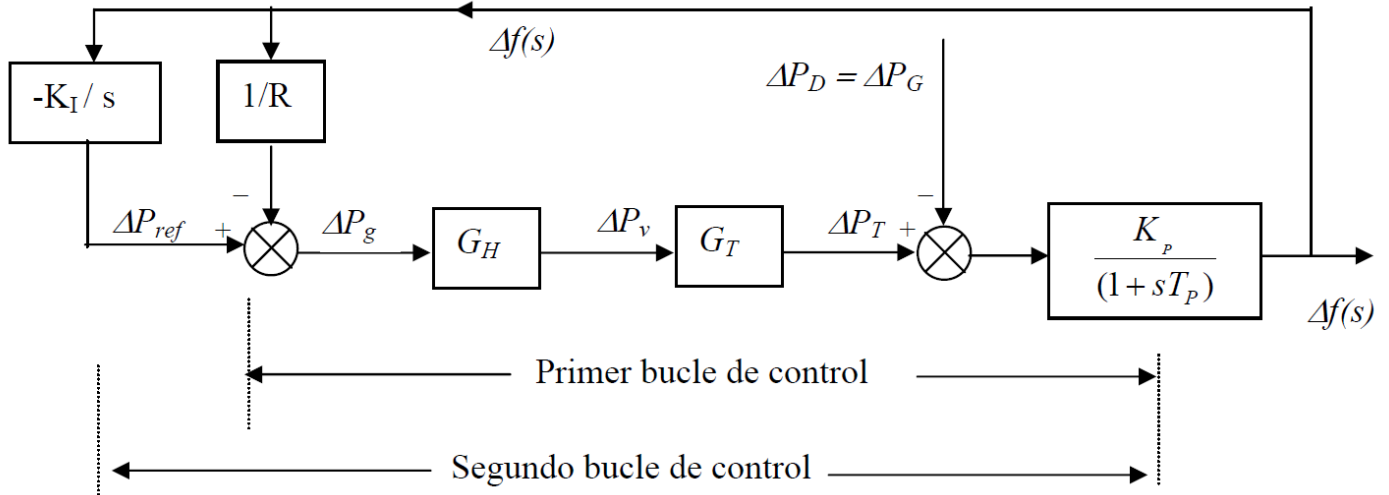 Δf(s)
-K_I / s
1/R
ΔP_D = ΔP_G
−
−
ΔP_ref +
ΔP_g
G_H
ΔP_v
G_T
ΔP_T +
K_P
(1 + sT_P)
Δf(s)
Primer bucle de control
Segundo bucle de control